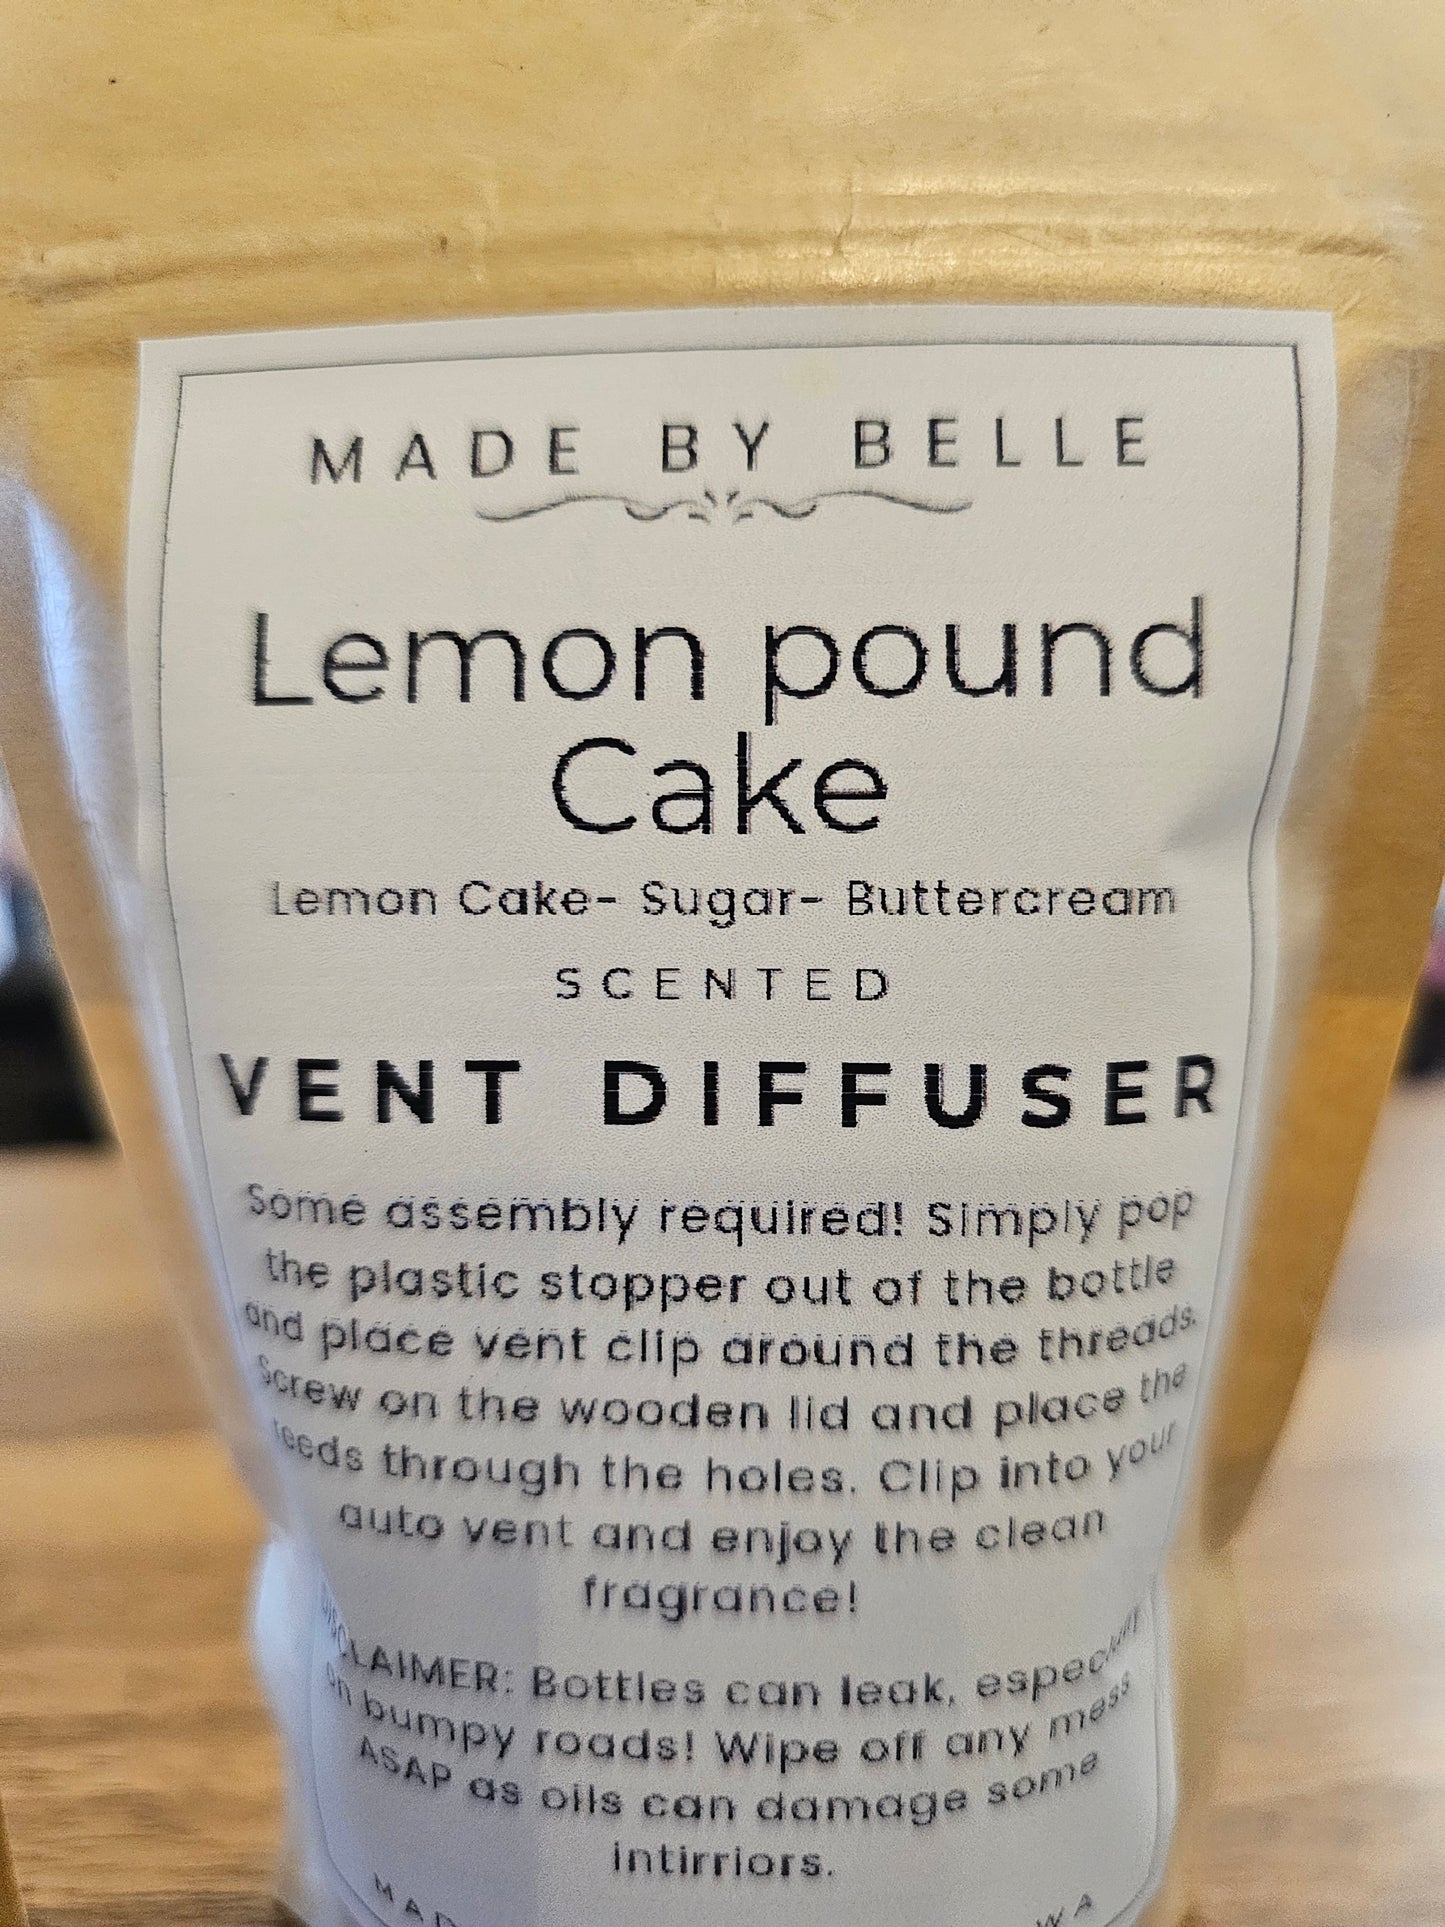 MADE BY BELLE
Lemon pound
Cake
Lemon Cake- Sugar- Buttercream
SCENTED
VENT DIFFUSER
Some assembly required! Simply pop
the plastic stopper out of the bottle
and place vent clip around the threads.
Screw on the wooden lid and place the
reeds through the holes. Clip into your
auto vent and enjoy the clean
fragrance!
DISCLAIMER: Bottles can leak, especially
on bumpy roads! Wipe off any mess
ASAP as oils can damage some
intirriors.